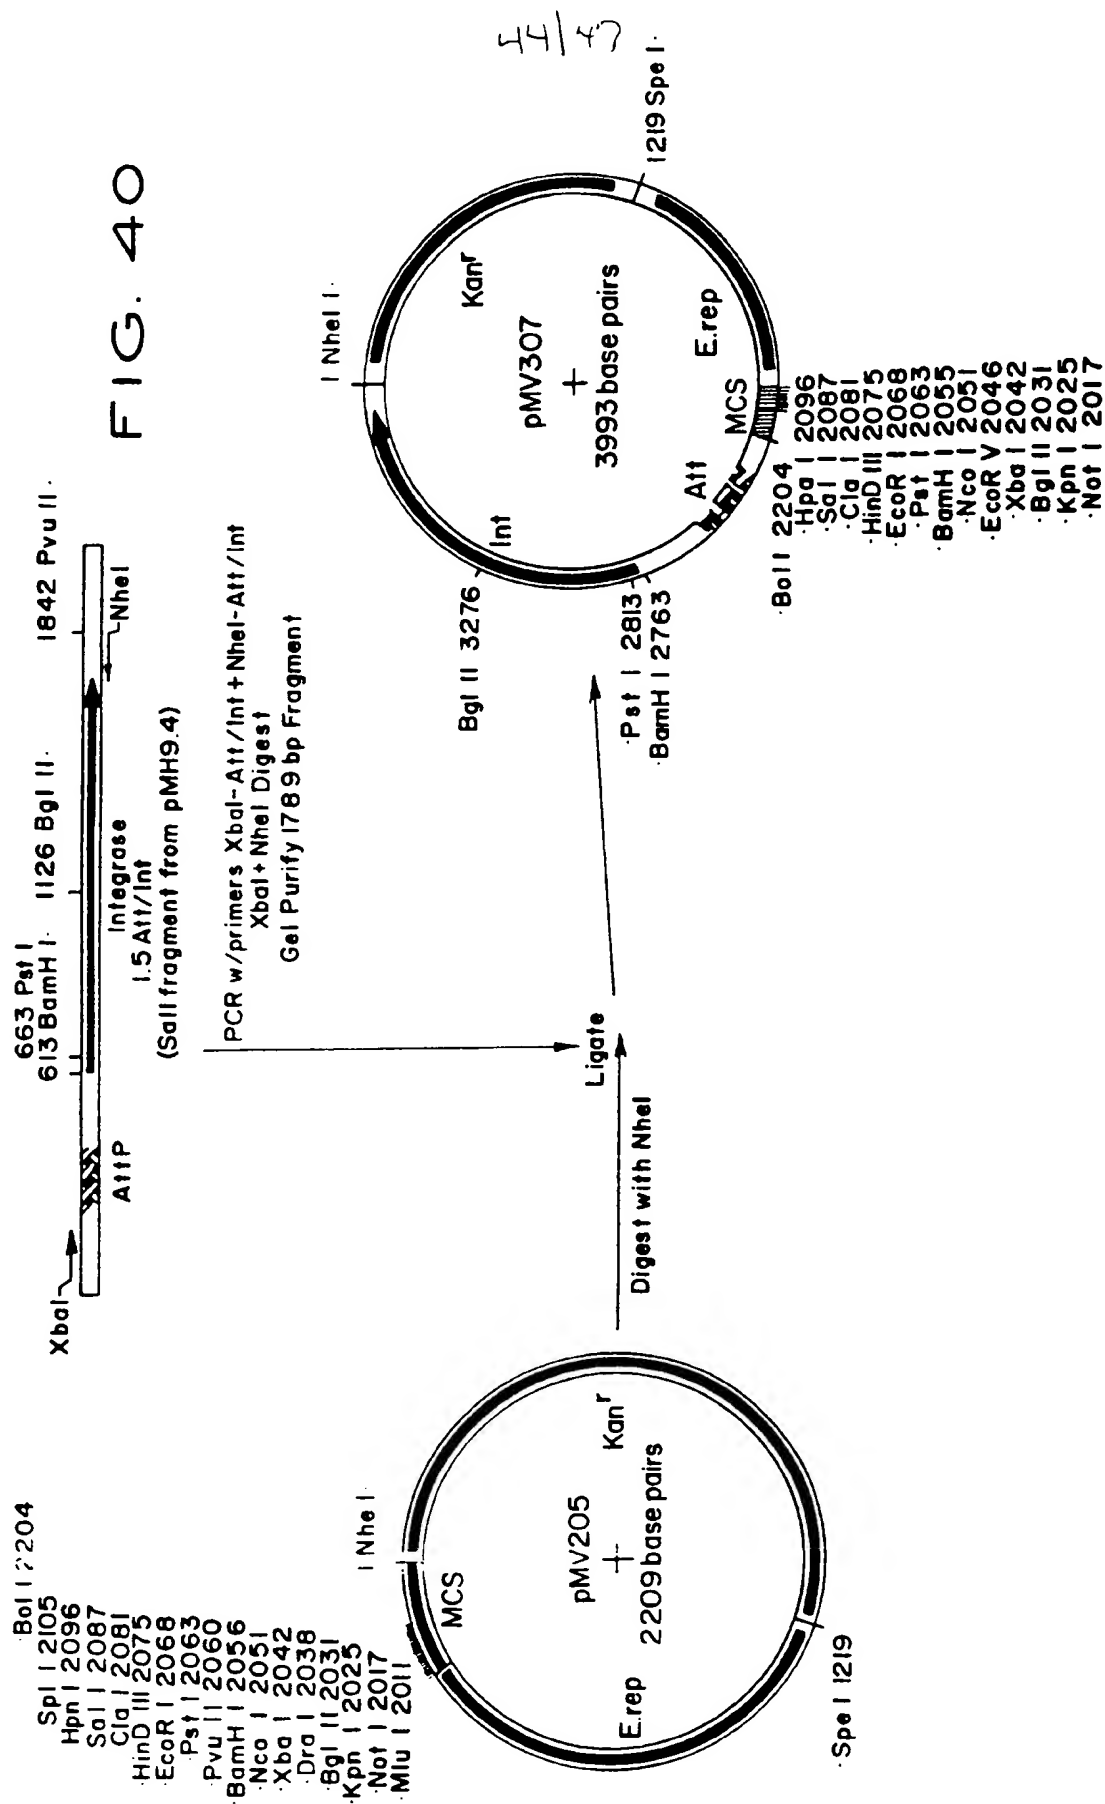 44/47
FIG. 40
XbaI
663 Pst I
613 BamH I.
1126 Bgl II.
1842 Pvu II.
NheI
AttP
Integrase
1.5 Att/Int
(SalI fragment from pMH9.4)
PCR w/primers XbaI-Att/Int+NheI-Att/Int
XbaI+NheI Digest
Gel Purify 1789 bp Fragment
Ligate
Digest with NheI
·Bal I 2204
Spl I 2105
Hpn I 2096
Sal I 2087
Cla I 2081
·HinD III 2075
·EcoR I 2068
·Pst I 2063
·Pvu II 2060
·BamH I 2056
·Nco I 2051
·Xba I 2042
·Dra I 2038
·Bgl II 2031
·Kpn I 2025
·Not I 2017
·Mlu I 2011
1 Nhe I.
MCS
Kanʳ
pMV205
2209 base pairs
E.rep
·Spe I 1219
1 Nhe I.
Kanʳ
pMV307
3993 base pairs
1219 Spe I.
E.rep
MCS
Att
Int
Bgl II 3276
·Pst I 2813
·BamH I 2763
·Bal I 2204
·Hpa I 2096
·Sal I 2087
·Cla I 2081
·HinD III 2075
·EcoR I 2068
·Pst I 2063
·BamH I 2055
·Nco I 2051
·EcoR V 2046
·Xba I 2042
·Bgl II 2031
·Kpn I 2025
·Not I 2017